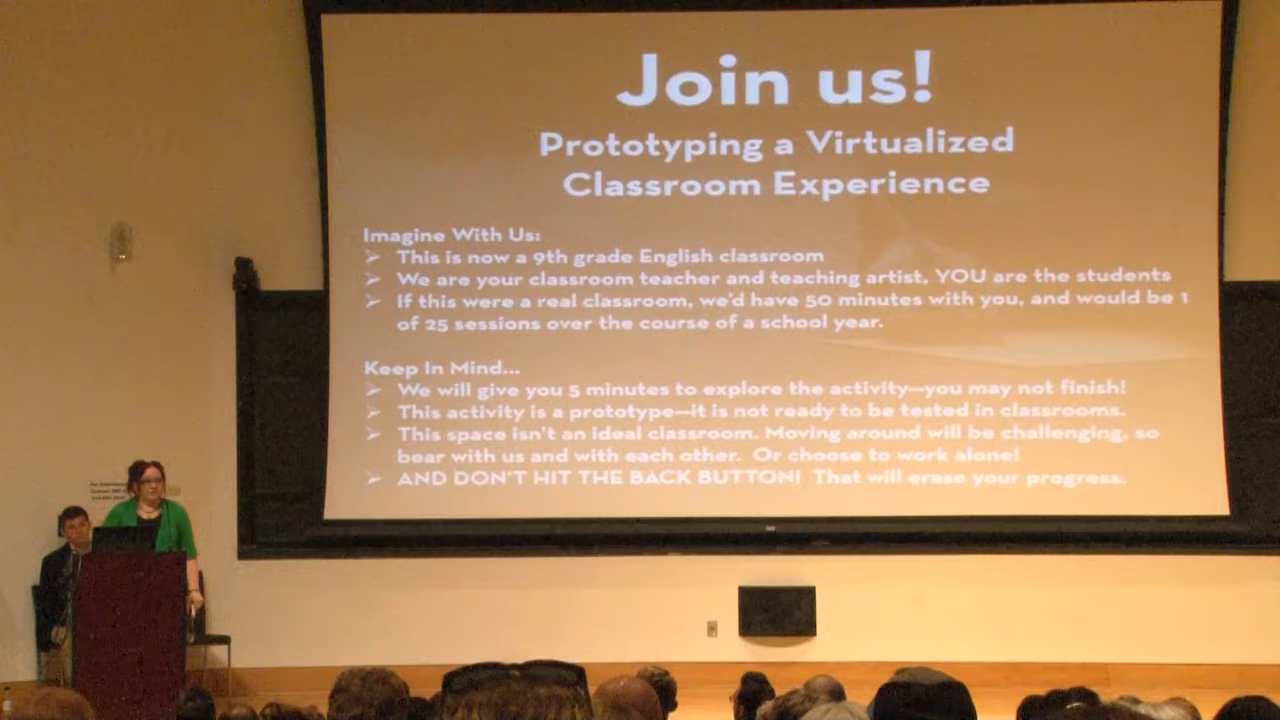 Join us!
Prototyping a Virtualized
Classroom Experience
Imagine With Us:
➢ This is now a 9th grade English classroom
➢ We are your classroom teacher and teaching artist, YOU are the students
➢ If this were a real classroom, we'd have 50 minutes with you, and would be 1
of 25 sessions over the course of a school year.
Keep In Mind...
➢ We will give you 5 minutes to explore the activity—you may not finish!
➢ This activity is a prototype—it is not ready to be tested in classrooms.
➢ This space isn't an ideal classroom. Moving around will be challenging, so
bear with us and with each other. Or choose to work alone!
➢ AND DON'T HIT THE BACK BUTTON! That will erase your progress.